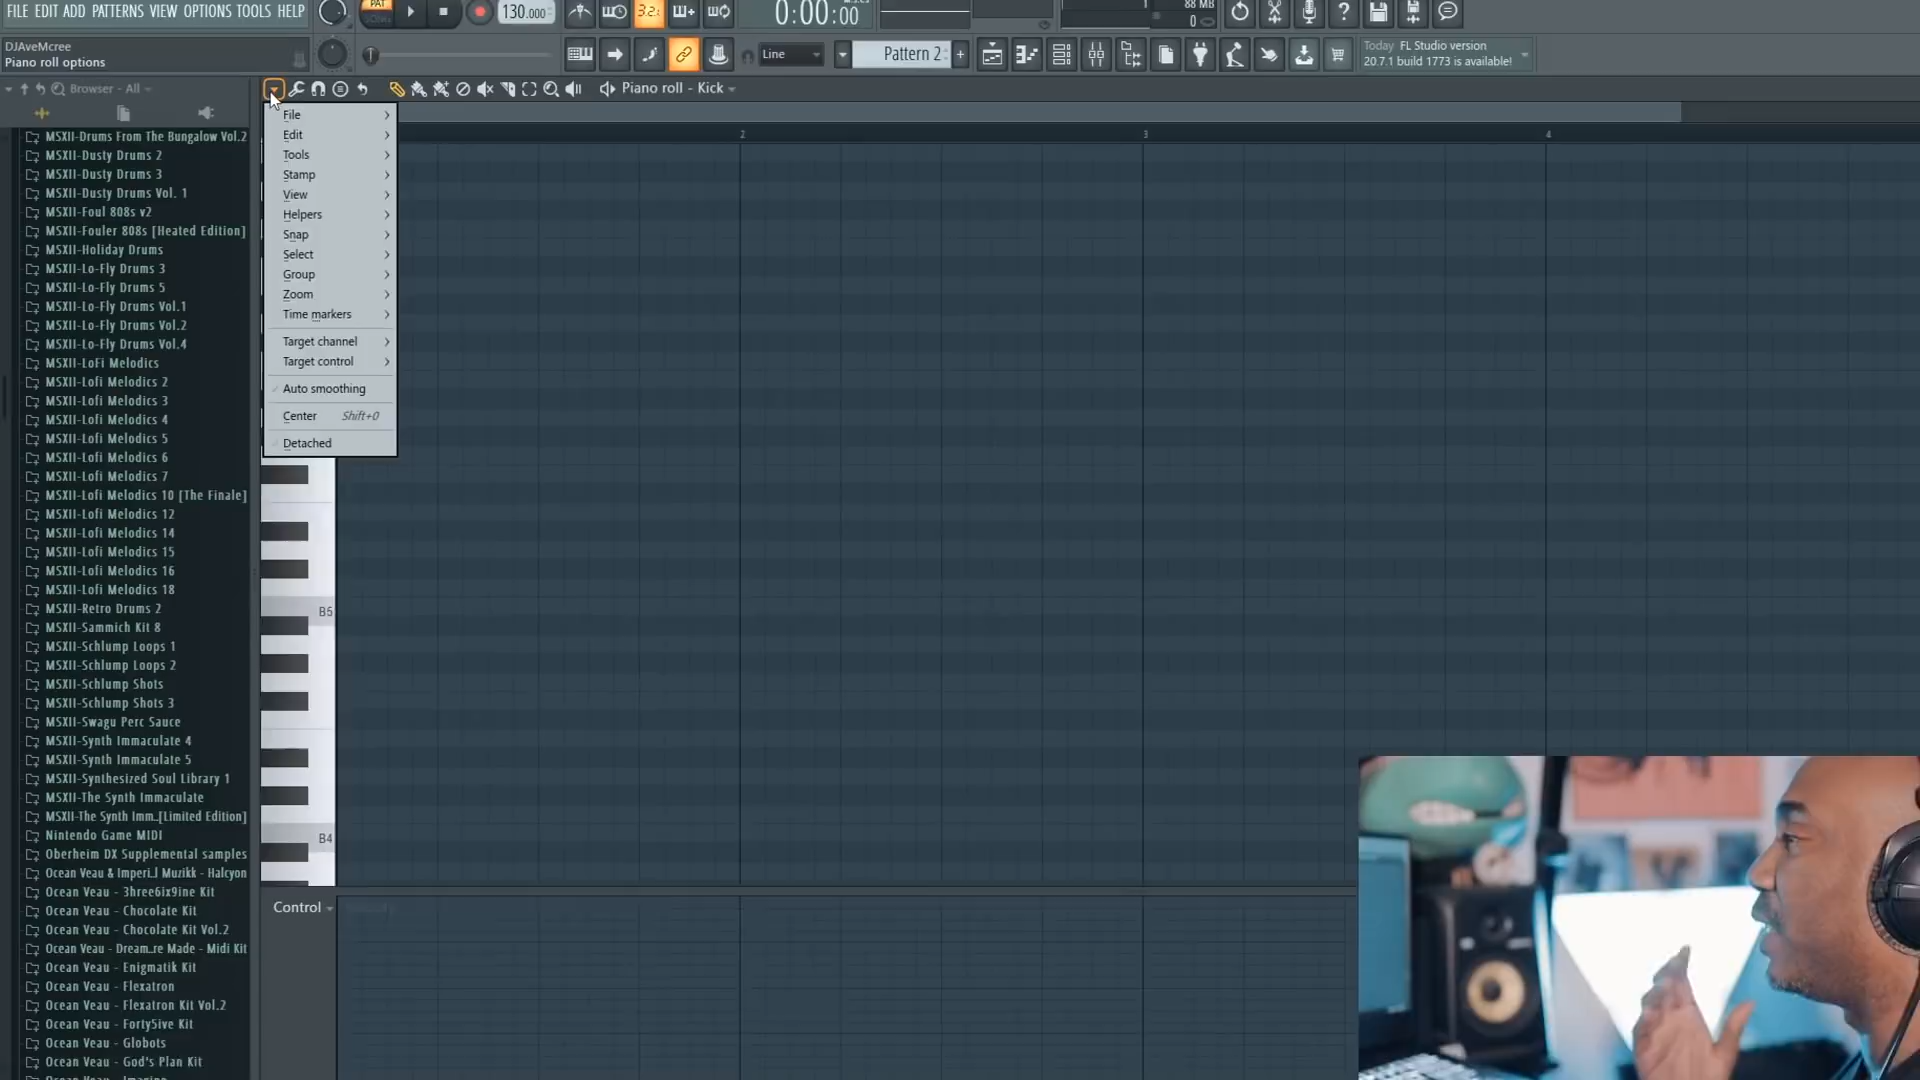 FILE EDIT ADD PATTERNS VIEW OPTIONS TOOLS HELP
PAT
130.000
3.2.
0:00:00
1
88 MB
0
DJAveMcree
Piano roll options
Line
Pattern 2
Today FL Studio version
20.7.1 build 1773 is available!
Browser - All
Piano roll - Kick
2
3
4
File
Edit
Tools
Stamp
View
Helpers
Snap
Select
Group
Zoom
Time markers
Target channel
Target control
Auto smoothing
Center Shift+0
Detached
MSXII-Drums From The Bungalow Vol.2
MSXII-Dusty Drums 2
MSXII-Dusty Drums 3
MSXII-Dusty Drums Vol. 1
MSXII-Foul 808s v2
MSXII-Fouler 808s [Heated Edition]
MSXII-Holiday Drums
MSXII-Lo-Fly Drums 3
MSXII-Lo-Fly Drums 5
MSXII-Lo-Fly Drums Vol.1
MSXII-Lo-Fly Drums Vol.2
MSXII-Lo-Fly Drums Vol.4
MSXII-LoFi Melodics
MSXII-Lofi Melodics 2
MSXII-Lofi Melodics 3
MSXII-Lofi Melodics 4
MSXII-Lofi Melodics 5
MSXII-Lofi Melodics 6
MSXII-Lofi Melodics 7
MSXII-Lofi Melodics 10 [The Finale]
MSXII-Lofi Melodics 12
MSXII-Lofi Melodics 14
MSXII-Lofi Melodics 15
MSXII-Lofi Melodics 16
MSXII-Lofi Melodics 18
MSXII-Retro Drums 2
MSXII-Sammich Kit 8
MSXII-Schlump Loops 1
MSXII-Schlump Loops 2
MSXII-Schlump Shots
MSXII-Schlump Shots 3
MSXII-Swagu Perc Sauce
MSXII-Synth Immaculate 4
MSXII-Synth Immaculate 5
MSXII-Synthesized Soul Library 1
MSXII-The Synth Immaculate
MSXII-The Synth Imm..[Limited Edition]
Nintendo Game MIDI
Oberheim DX Supplemental samples
Ocean Veau & Imperi..l Muzikk - Halcyon
Ocean Veau - 3hree6ix9ine Kit
Ocean Veau - Chocolate Kit
Ocean Veau - Chocolate Kit Vol.2
Ocean Veau - Dream..re Made - Midi Kit
Ocean Veau - Enigmatik Kit
Ocean Veau - Flexatron
Ocean Veau - Flexatron Kit Vol.2
Ocean Veau - Forty5ive Kit
Ocean Veau - Globots
Ocean Veau - God's Plan Kit
B5
B4
Control